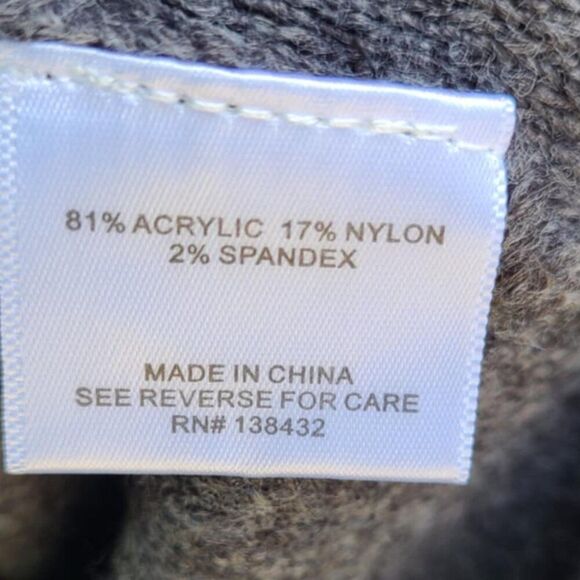 81% ACRYLIC 17% NYLON
2% SPANDEX
MADE IN CHINA
SEE REVERSE FOR CARE
RN# 138432